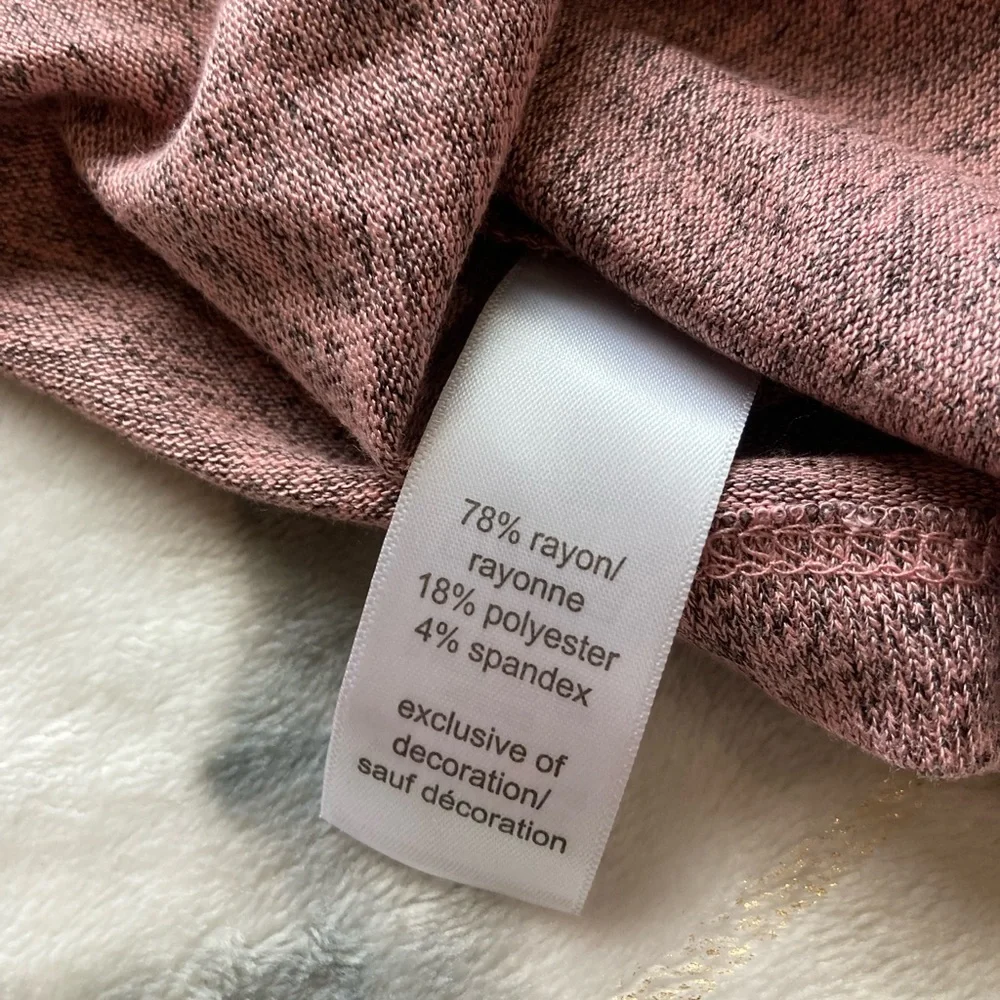 78% rayon/
rayonne
18% polyester
4% spandex
exclusive of
decoration/
sauf décoration